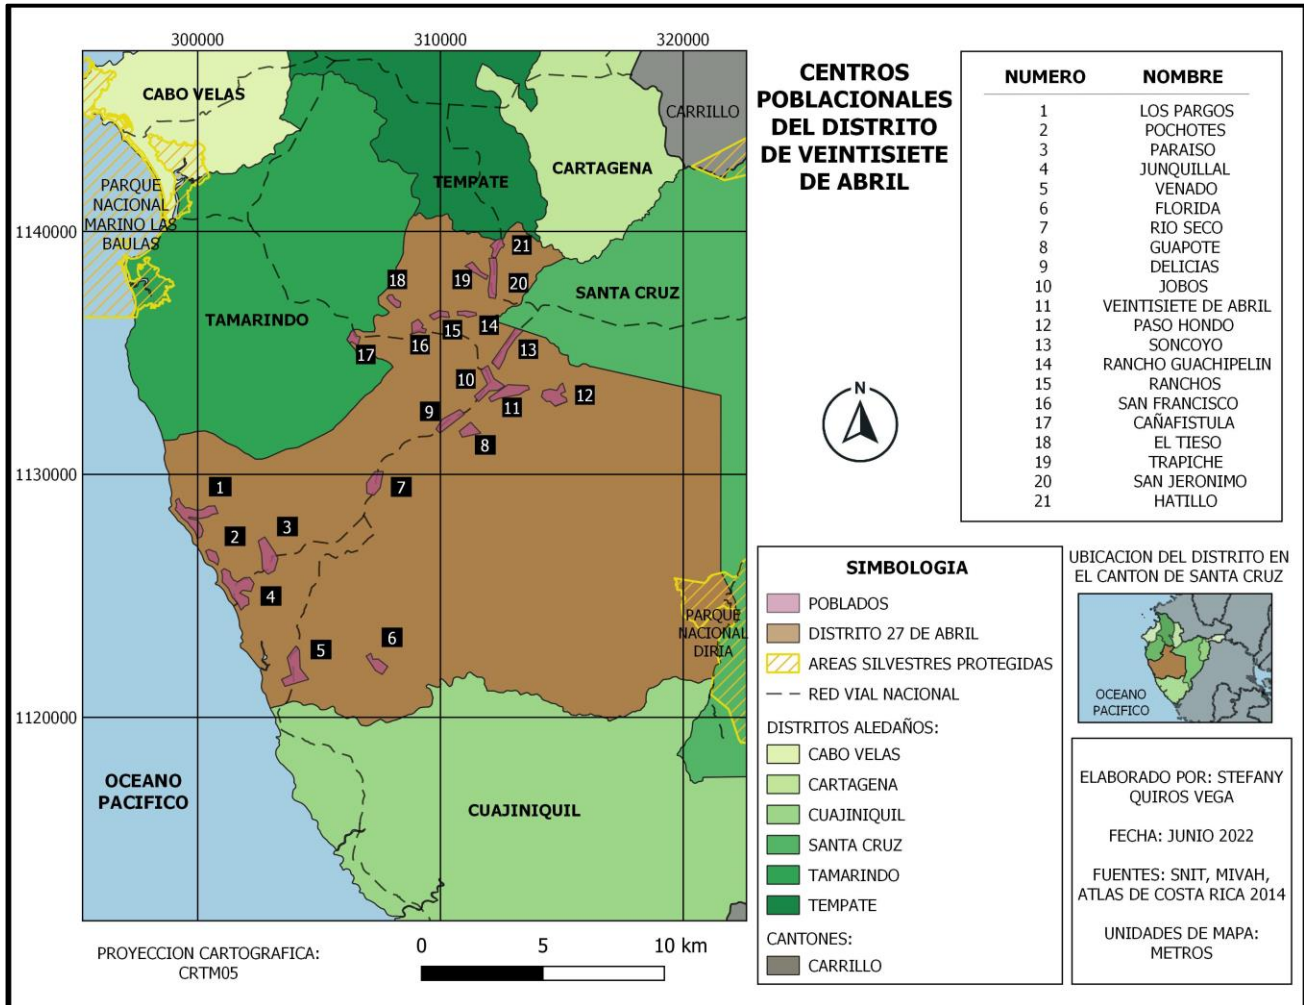 300000
310000
320000
1140000
1130000
1120000
CABO VELAS
CARRILLO
CARTAGENA
TEMPATE
PARQUE
NACIONAL
MARINO LAS
BAULAS
TAMARINDO
SANTA CRUZ
21
19
20
18
17
16
15
14
13
10
11
12
9
8
7
1
2
3
4
5
6
PARQUE
NACIONAL
DIRIA
OCEANO
PACIFICO
CUAJINIQUIL
PROYECCION CARTOGRAFICA:
CRTM05
0 5 10 km
CENTROS
POBLACIONALES
DEL DISTRITO
DE VEINTISIETE
DE ABRIL
N
NUMERO NOMBRE
1 LOS PARGOS
2 POCHOTES
3 PARAISO
4 JUNQUILLAL
5 VENADO
6 FLORIDA
7 RIO SECO
8 GUAPOTE
9 DELICIAS
10 JOBOS
11 VEINTISIETE DE ABRIL
12 PASO HONDO
13 SONCOYO
14 RANCHO GUACHIPELIN
15 RANCHOS
16 SAN FRANCISCO
17 CAÑAFISTULA
18 EL TIESO
19 TRAPICHE
20 SAN JERONIMO
21 HATILLO
SIMBOLOGIA
POBLADOS
DISTRITO 27 DE ABRIL
AREAS SILVESTRES PROTEGIDAS
RED VIAL NACIONAL
DISTRITOS ALEDAÑOS:
CABO VELAS
CARTAGENA
CUAJINIQUIL
SANTA CRUZ
TAMARINDO
TEMPATE
CANTONES:
CARRILLO
UBICACION DEL DISTRITO EN
EL CANTON DE SANTA CRUZ
OCEANO
PACIFICO
ELABORADO POR: STEFANY
QUIROS VEGA
FECHA: JUNIO 2022
FUENTES: SNIT, MIVAH,
ATLAS DE COSTA RICA 2014
UNIDADES DE MAPA:
METROS